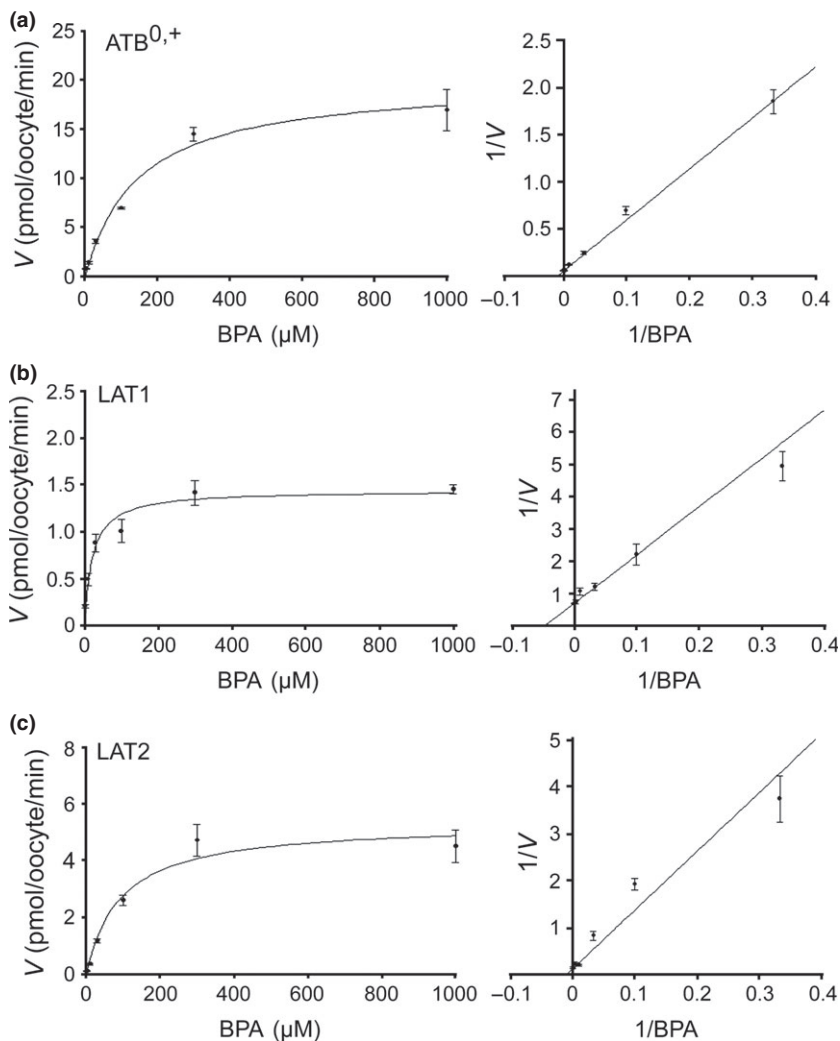 (a)
ATB0,+
V (pmol/oocyte/min)
25
20
15
10
5
0
0 200 400 600 800 1000
BPA (µM)
1/V
2.5
2.0
1.5
1.0
0.5
–0.1 0 0.1 0.2 0.3 0.4
1/BPA
(b)
LAT1
V (pmol/oocyte/min)
2.5
2.0
1.5
1.0
0.5
0
0 200 400 600 800 1000
BPA (µM)
1/V
7
6
5
4
3
2
1
–0.1 0 0.1 0.2 0.3 0.4
1/BPA
(c)
LAT2
V (pmol/oocyte/min)
8
6
4
2
0
0 200 400 600 800 1000
BPA (µM)
1/V
5
4
3
2
1
–0.1 0 0.1 0.2 0.3 0.4
1/BPA